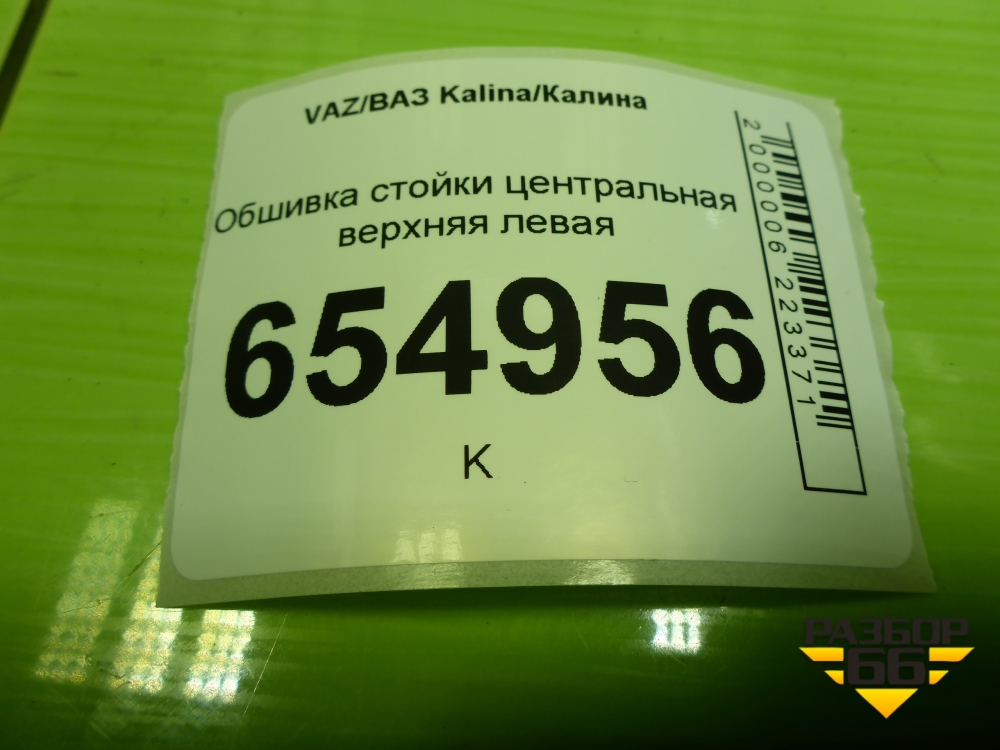 VAZ/ВАЗ Kalina/Калина
Обшивка стойки центральная
верхняя левая
654956
К
2000006223371
РАЗБОР
66